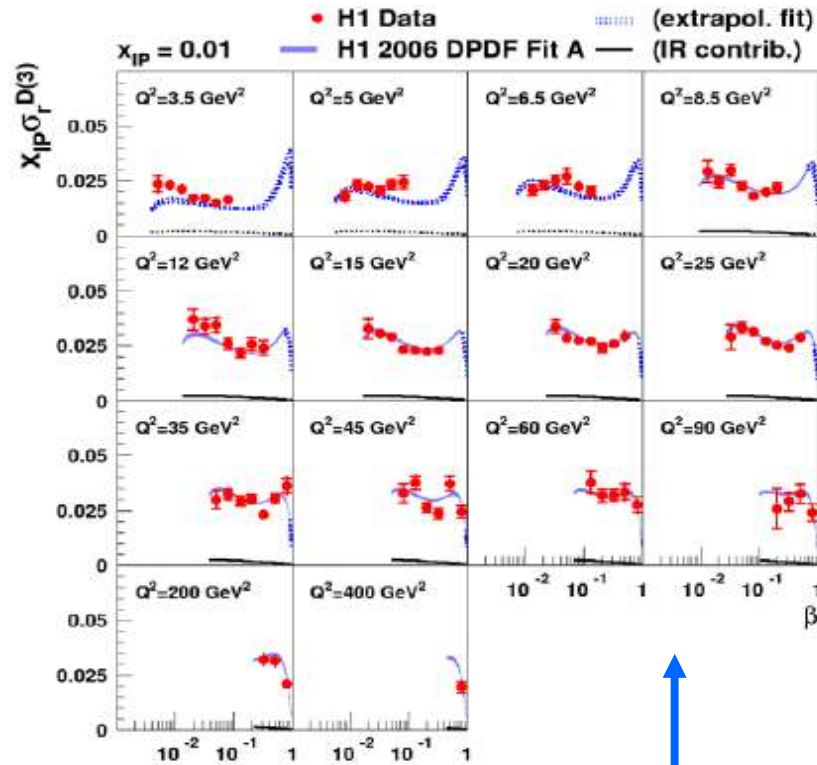 H1 Data (extrapol. fit)
x_IP = 0.01 H1 2006 DPDF Fit A (IR contrib.)
x_IP σ_r^D(3)
Q²=3.5 GeV² Q²=5 GeV² Q²=6.5 GeV² Q²=8.5 GeV²
0.05
0.025
0
Q²=12 GeV² Q²=15 GeV² Q²=20 GeV² Q²=25 GeV²
0.05
0.025
0
Q²=35 GeV² Q²=45 GeV² Q²=60 GeV² Q²=90 GeV²
0.05
0.025
0
10⁻² 10⁻¹ 1 10⁻² 10⁻¹ 1
β
Q²=200 GeV² Q²=400 GeV²
0.05
0.025
0
10⁻² 10⁻¹ 1 10⁻² 10⁻¹ 1